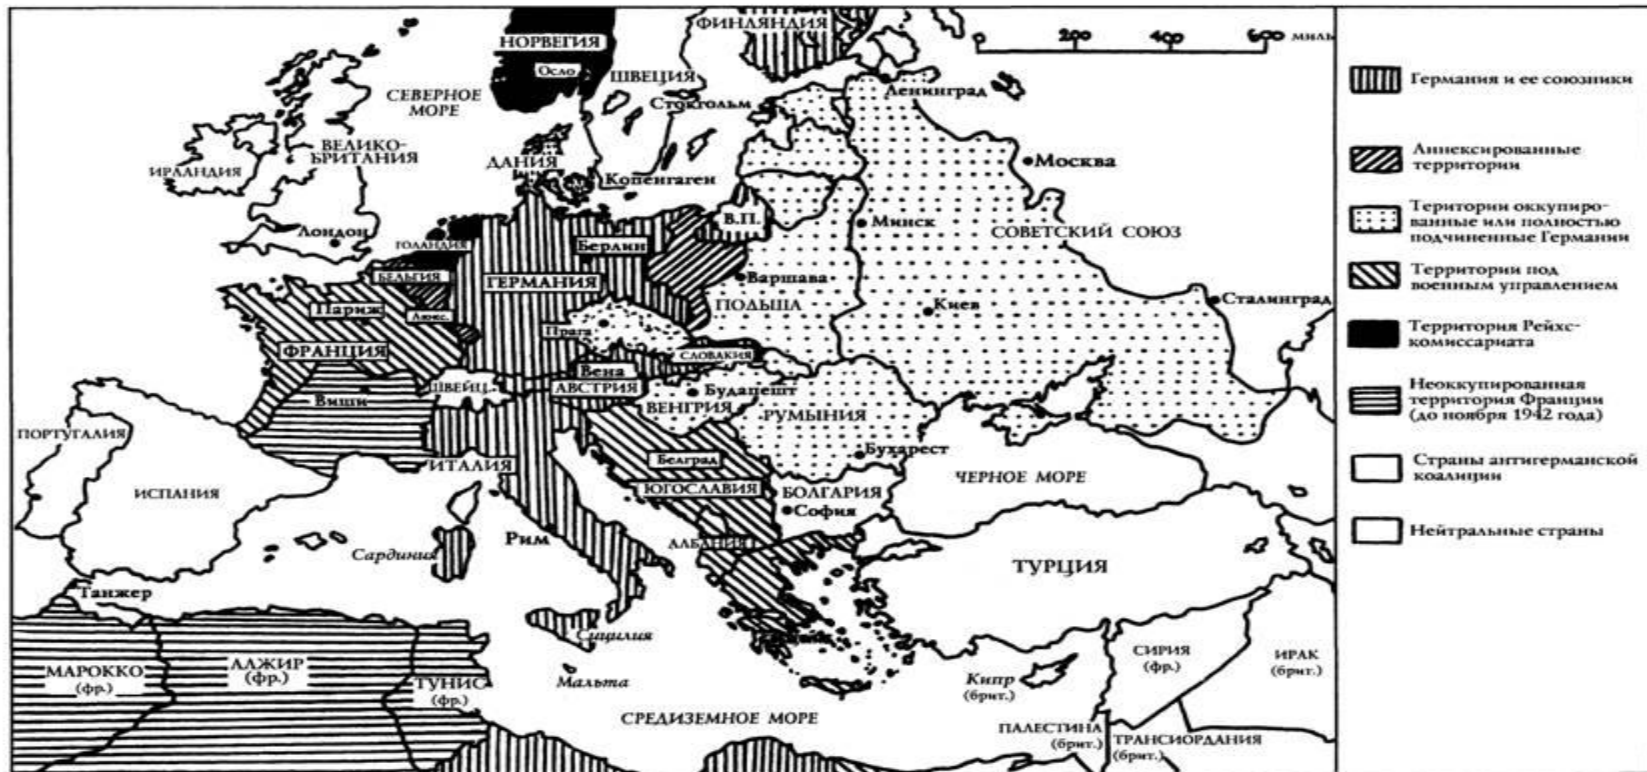 ФИНЛЯНДИЯ
НОРВЕГИЯ
0 200 400 600 МИЛЬ
Осло
ШВЕЦИЯ
Ленинград
СЕВЕРНОЕ
МОРЕ
Стокгольм
ВЕЛИКО-
БРИТАНИЯ
ИРЛАНДИЯ
ДАНИЯ
Москва
Копенгаген
В.П.
Минск
Лондон
ГОЛАНДИЯ
Берлин
СОВЕТСКИЙ СОЮЗ
БЕЛЬГИЯ
ГЕРМАНИЯ
Варшава
ПОЛЬША
Париж
Люкс.
Прага
Киев
Сталинград
ФРАНЦИЯ
СЛОВАКИЯ
Вена
ШВЕЙЦ.
АВСТРИЯ
Будапешт
Виши
ВЕНГРИЯ
РУМЫНИЯ
ПОРТУГАЛИЯ
ИТАЛИЯ
Белград
Бухарест
ИСПАНИЯ
ЮГОСЛАВИЯ
БОЛГАРИЯ
ЧЕРНОЕ МОРЕ
София
Сардиния
Рим
АЛБАНИЯ
ТУРЦИЯ
Танжер
Сицилия
МАРОККО
(фр.)
АЛЖИР
(фр.)
ТУНИС
(фр.)
Мальта
Кипр
(брит.)
СИРИЯ
(фр.)
ИРАК
(брит.)
СРЕДИЗЕМНОЕ МОРЕ
ПАЛЕСТИНА
(брит.)
ТРАНСИОРДАНИЯ
(брит.)
Германия и ее союзники
Аннексированные
территории
Територии оккупиро-
ванные или полностью
подчиненные Германии
Территории под
военным управлением
Территория Рейхс-
комиссариата
Неоккупированная
территория Франции
(до ноября 1942 года)
Страны антигерманской
коалиции
Нейтральные страны